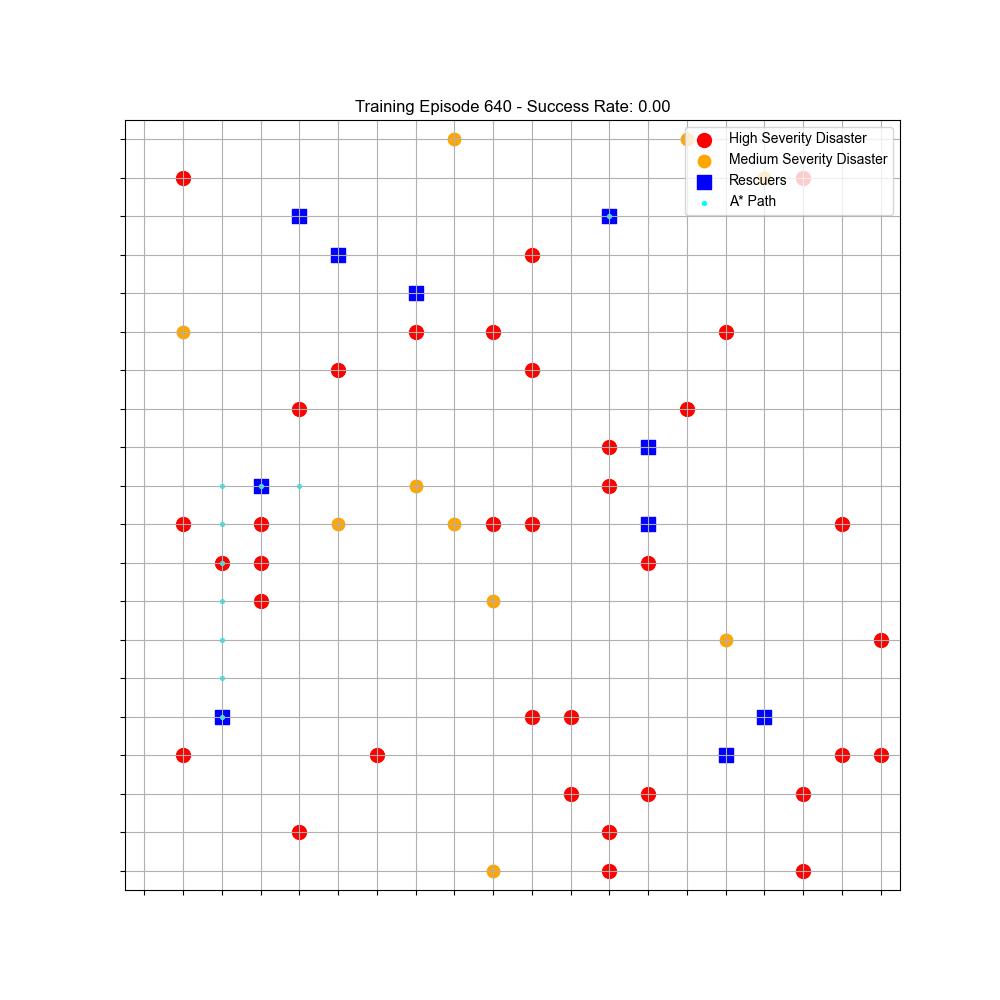 Training Episode 640 - Success Rate: 0.00
High Severity Disaster
Medium Severity Disaster
Rescuers
A* Path